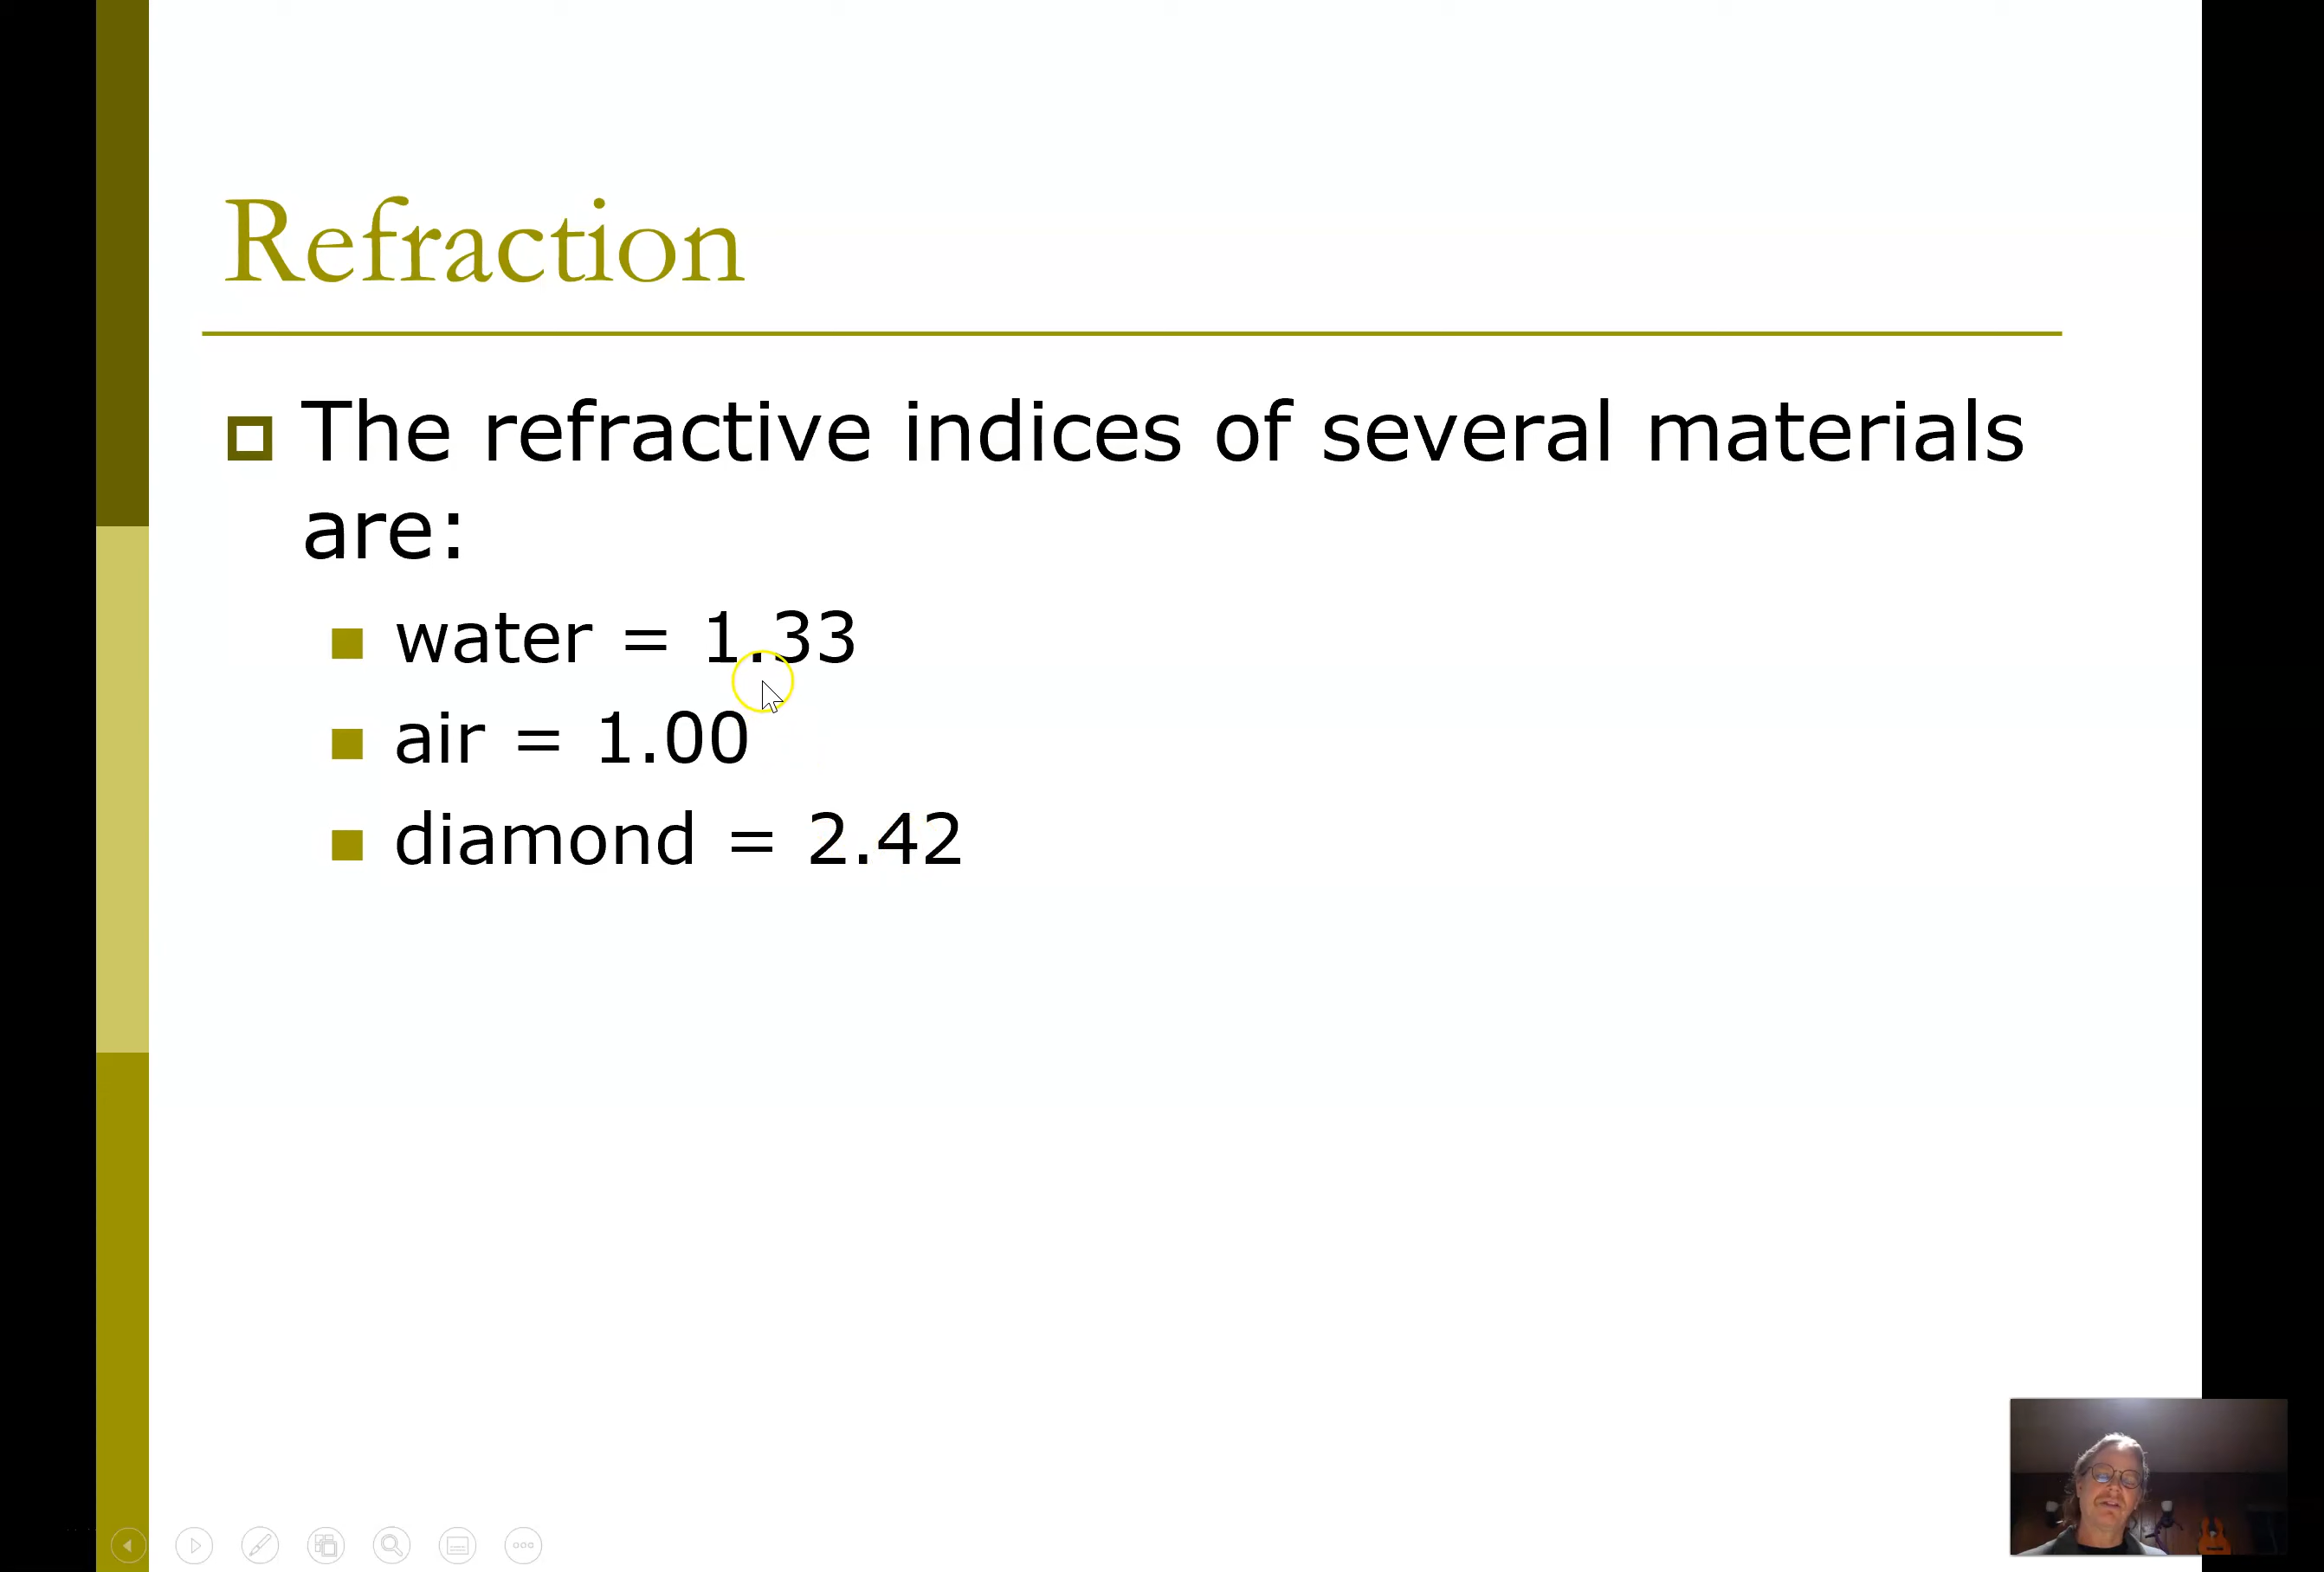 Refraction
The refractive indices of several materials
are:
water = 1.33
air = 1.00
diamond = 2.42